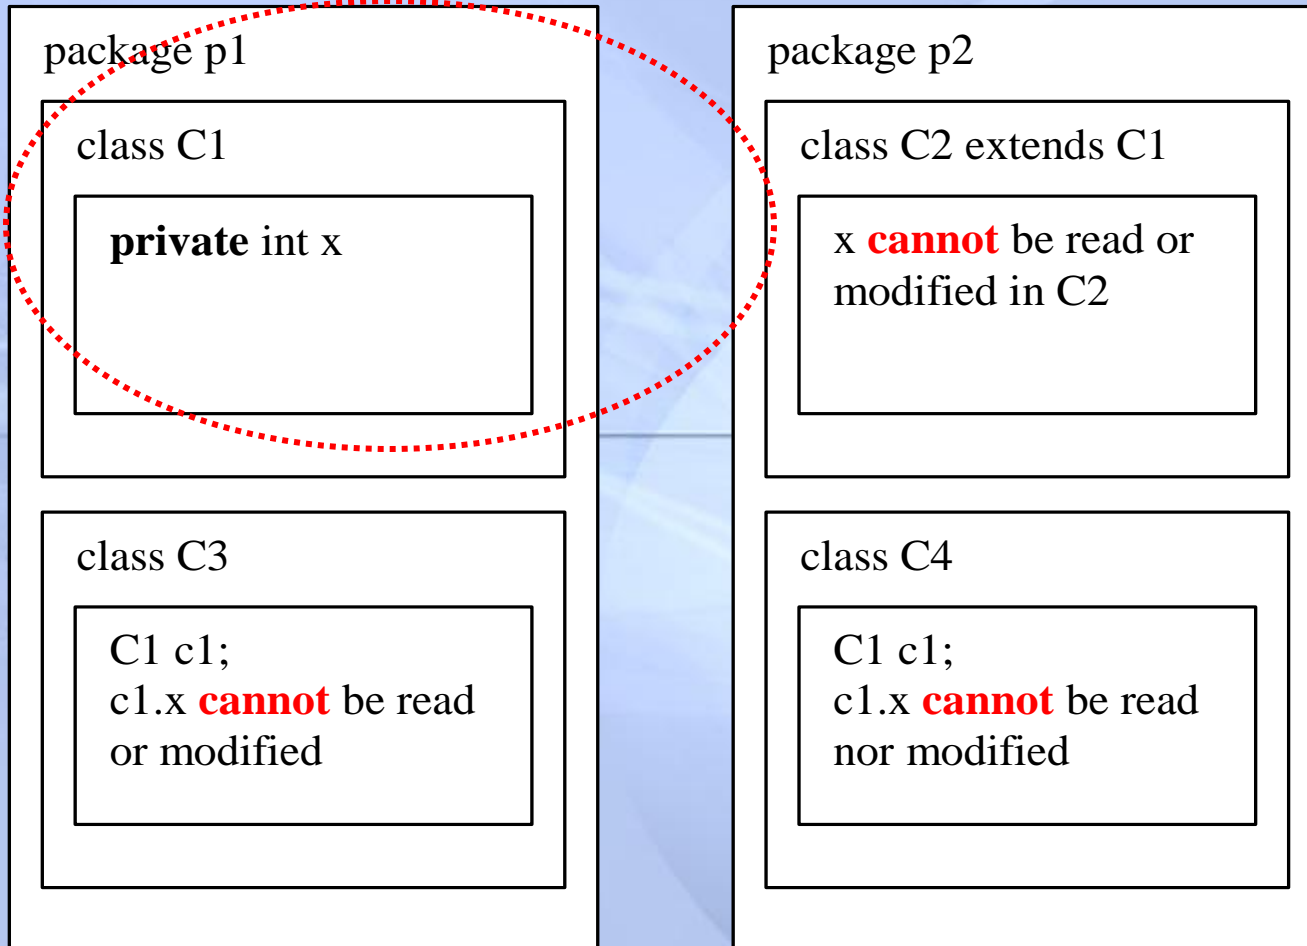 package p1
class C1
private int x
class C3
C1 c1;
c1.x cannot be read
or modified
package p2
class C2 extends C1
x cannot be read or
modified in C2
class C4
C1 c1;
c1.x cannot be read
nor modified